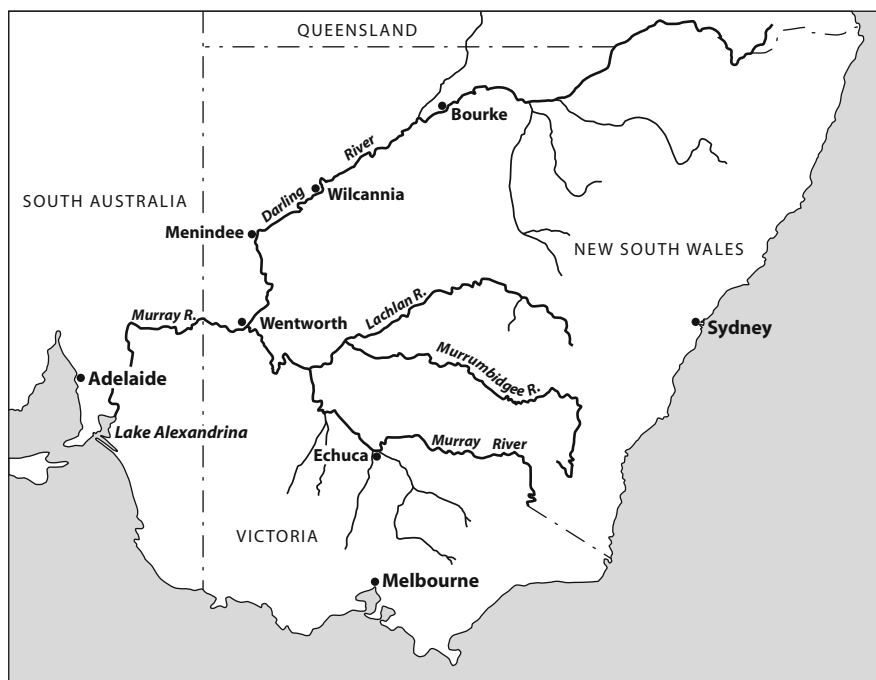 QUEENSLAND
Bourke
River
Darling
Wilcannia
SOUTH AUSTRALIA
Menindee
NEW SOUTH WALES
Murray R.
Wentworth
Lachlan R.
Sydney
Murrumbidgee R.
Adelaide
Lake Alexandrina
Echuca
Murray River
VICTORIA
Melbourne